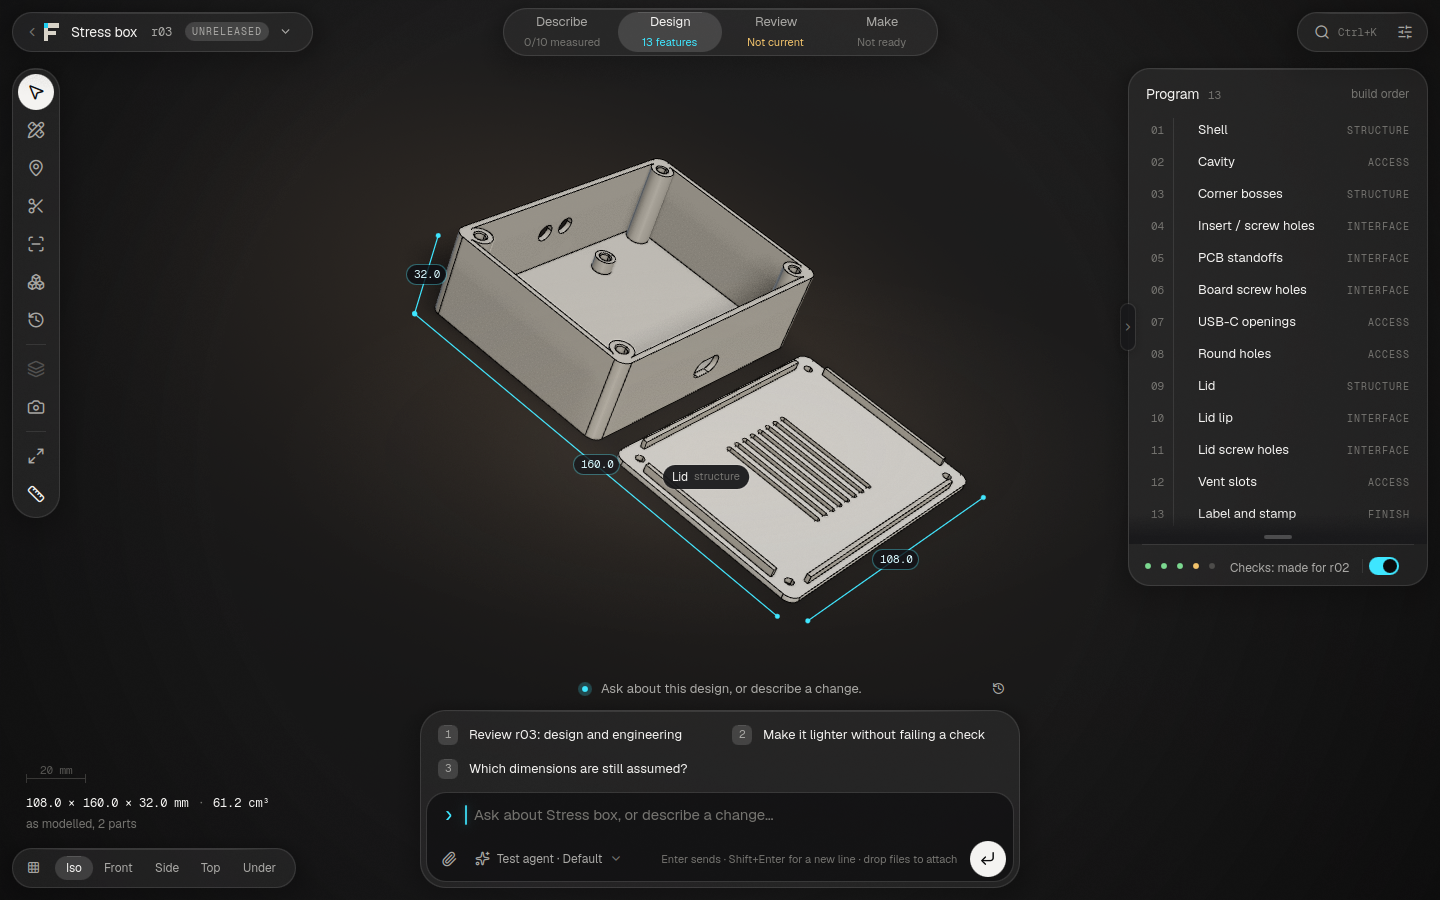 Stress box r03 UNRELEASED
Describe
0/10 measured
Design
13 features
Review
Not current
Make
Not ready
Ctrl+K
Program 13 build order
01 Shell STRUCTURE
02 Cavity ACCESS
03 Corner bosses STRUCTURE
04 Insert / screw holes INTERFACE
05 PCB standoffs INTERFACE
06 Board screw holes INTERFACE
07 USB-C openings ACCESS
08 Round holes ACCESS
09 Lid STRUCTURE
10 Lid lip INTERFACE
11 Lid screw holes INTERFACE
12 Vent slots ACCESS
13 Label and stamp FINISH
Checks: made for r02
32.0
160.0
Lid structure
108.0
Ask about this design, or describe a change.
1 Review r03: design and engineering
2 Make it lighter without failing a check
3 Which dimensions are still assumed?
Ask about Stress box, or describe a change…
Test agent · Default
Enter sends · Shift+Enter for a new line · drop files to attach
20 mm
108.0 × 160.0 × 32.0 mm · 61.2 cm³
as modelled, 2 parts
Iso Front Side Top Under